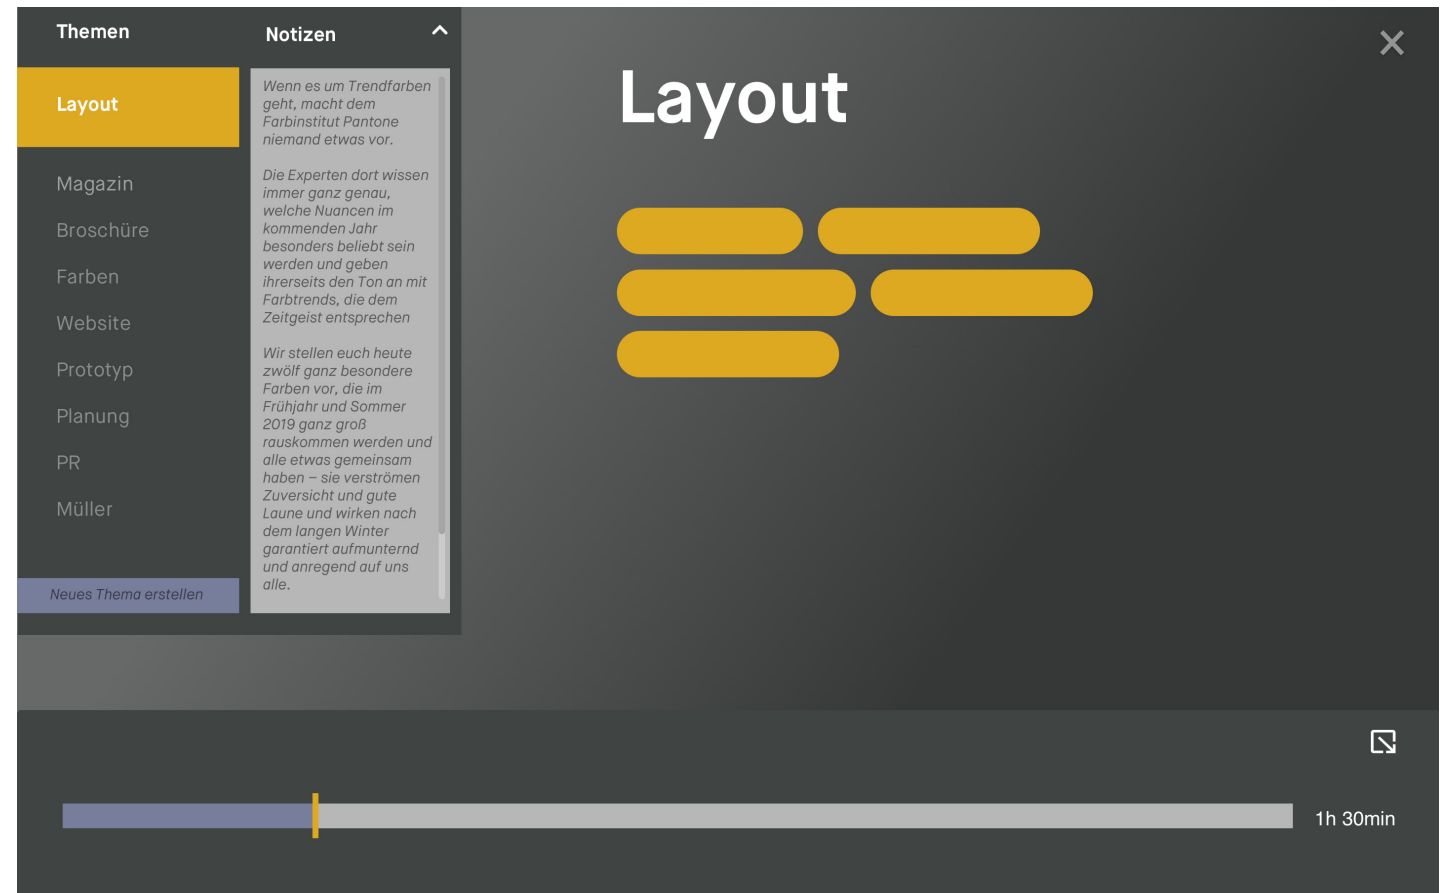 Themen
Layout
Magazin
Broschüre
Farben
Website
Prototyp
Planung
PR
Müller
Neues Thema erstellen
Notizen
Wenn es um Trendfarben
geht, macht dem
Farbinstitut Pantone
niemand etwas vor.
Die Experten dort wissen
immer ganz genau,
welche Nuancen im
kommenden Jahr
besonders beliebt sein
werden und geben
ihrerseits den Ton an mit
Farbtrends, die dem
Zeitgeist entsprechen
Wir stellen euch heute
zwölf ganz besondere
Farben vor, die im
Frühjahr und Sommer
2019 ganz groß
rauskommen werden und
alle etwas gemeinsam
haben – sie verströmen
Zuversicht und gute
Laune und wirken nach
dem langen Winter
garantiert aufmunternd
und anregend auf uns
alle.
Layout
1h 30min